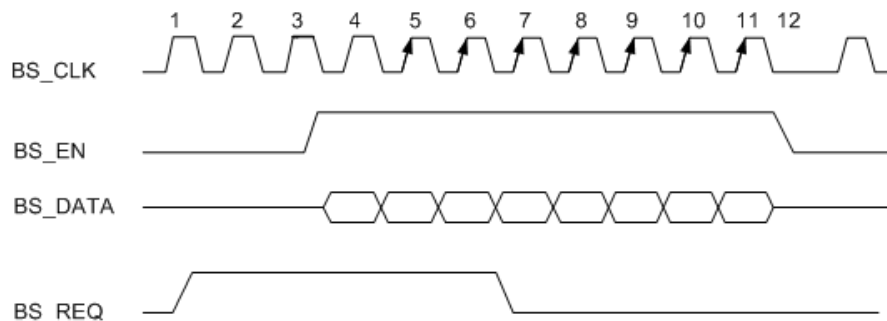 1 2 3 4 5 6 7 8 9 10 11 12
BS_CLK
BS_EN
BS_DATA
BS_REQ